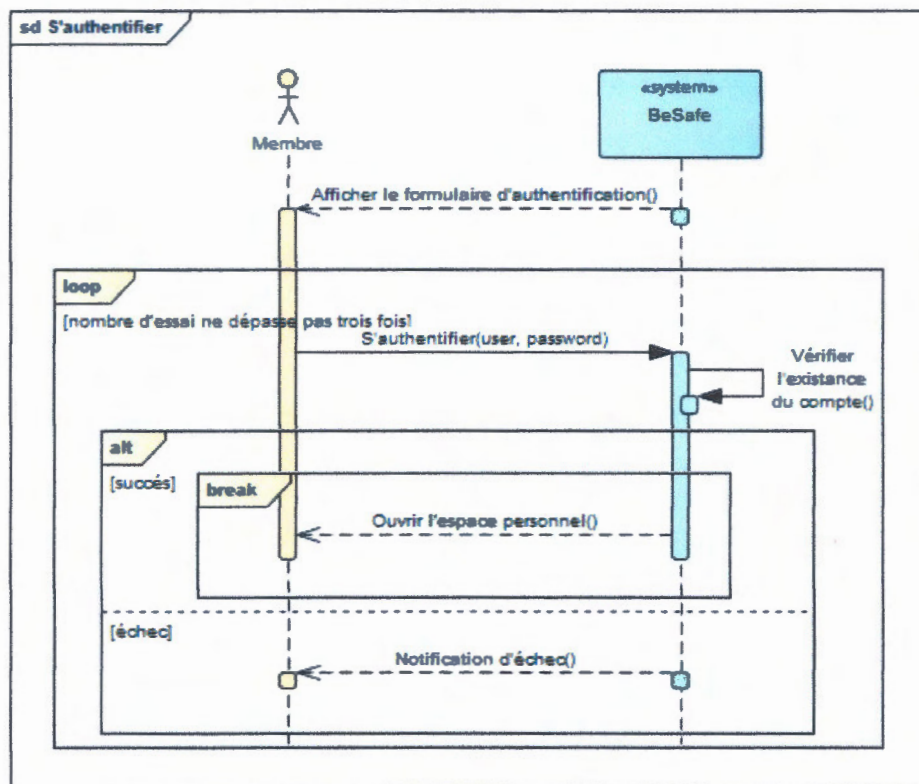 sd S'authentifier
«system»
BeSafe
Membre
Afficher le formulaire d'authentification()
loop
[nombre d'essai ne dépasse pas trois fois]
S'authentifier(user, password)
Vérifier
l'existance
du compte()
alt
[succés]
break
Ouvrir l'espace personnel()
[échec]
Notification d'échec()